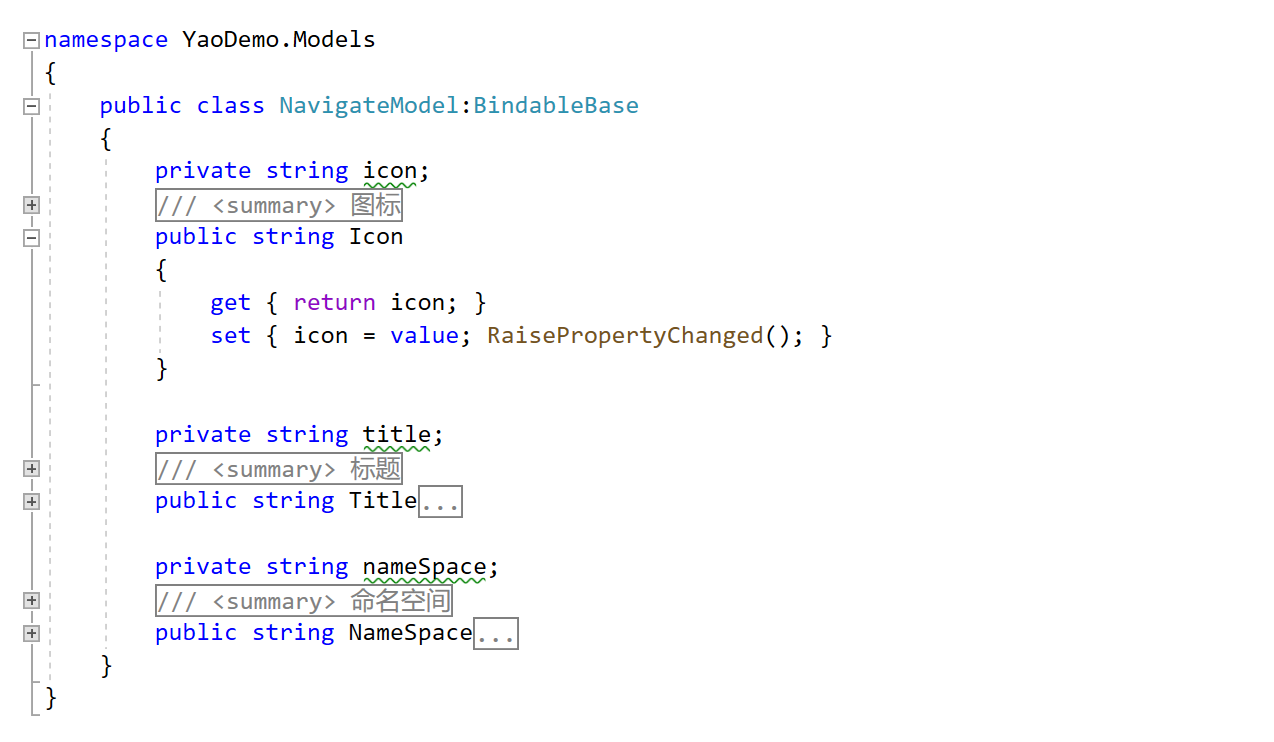 namespace YaoDemo.Models
{
public class NavigateModel:BindableBase
{
private string icon;
/// <summary> 图标
public string Icon
{
get { return icon; }
set { icon = value; RaisePropertyChanged(); }
}
private string title;
/// <summary> 标题
public string Title...
private string nameSpace;
/// <summary> 命名空间
public string NameSpace...
}
}